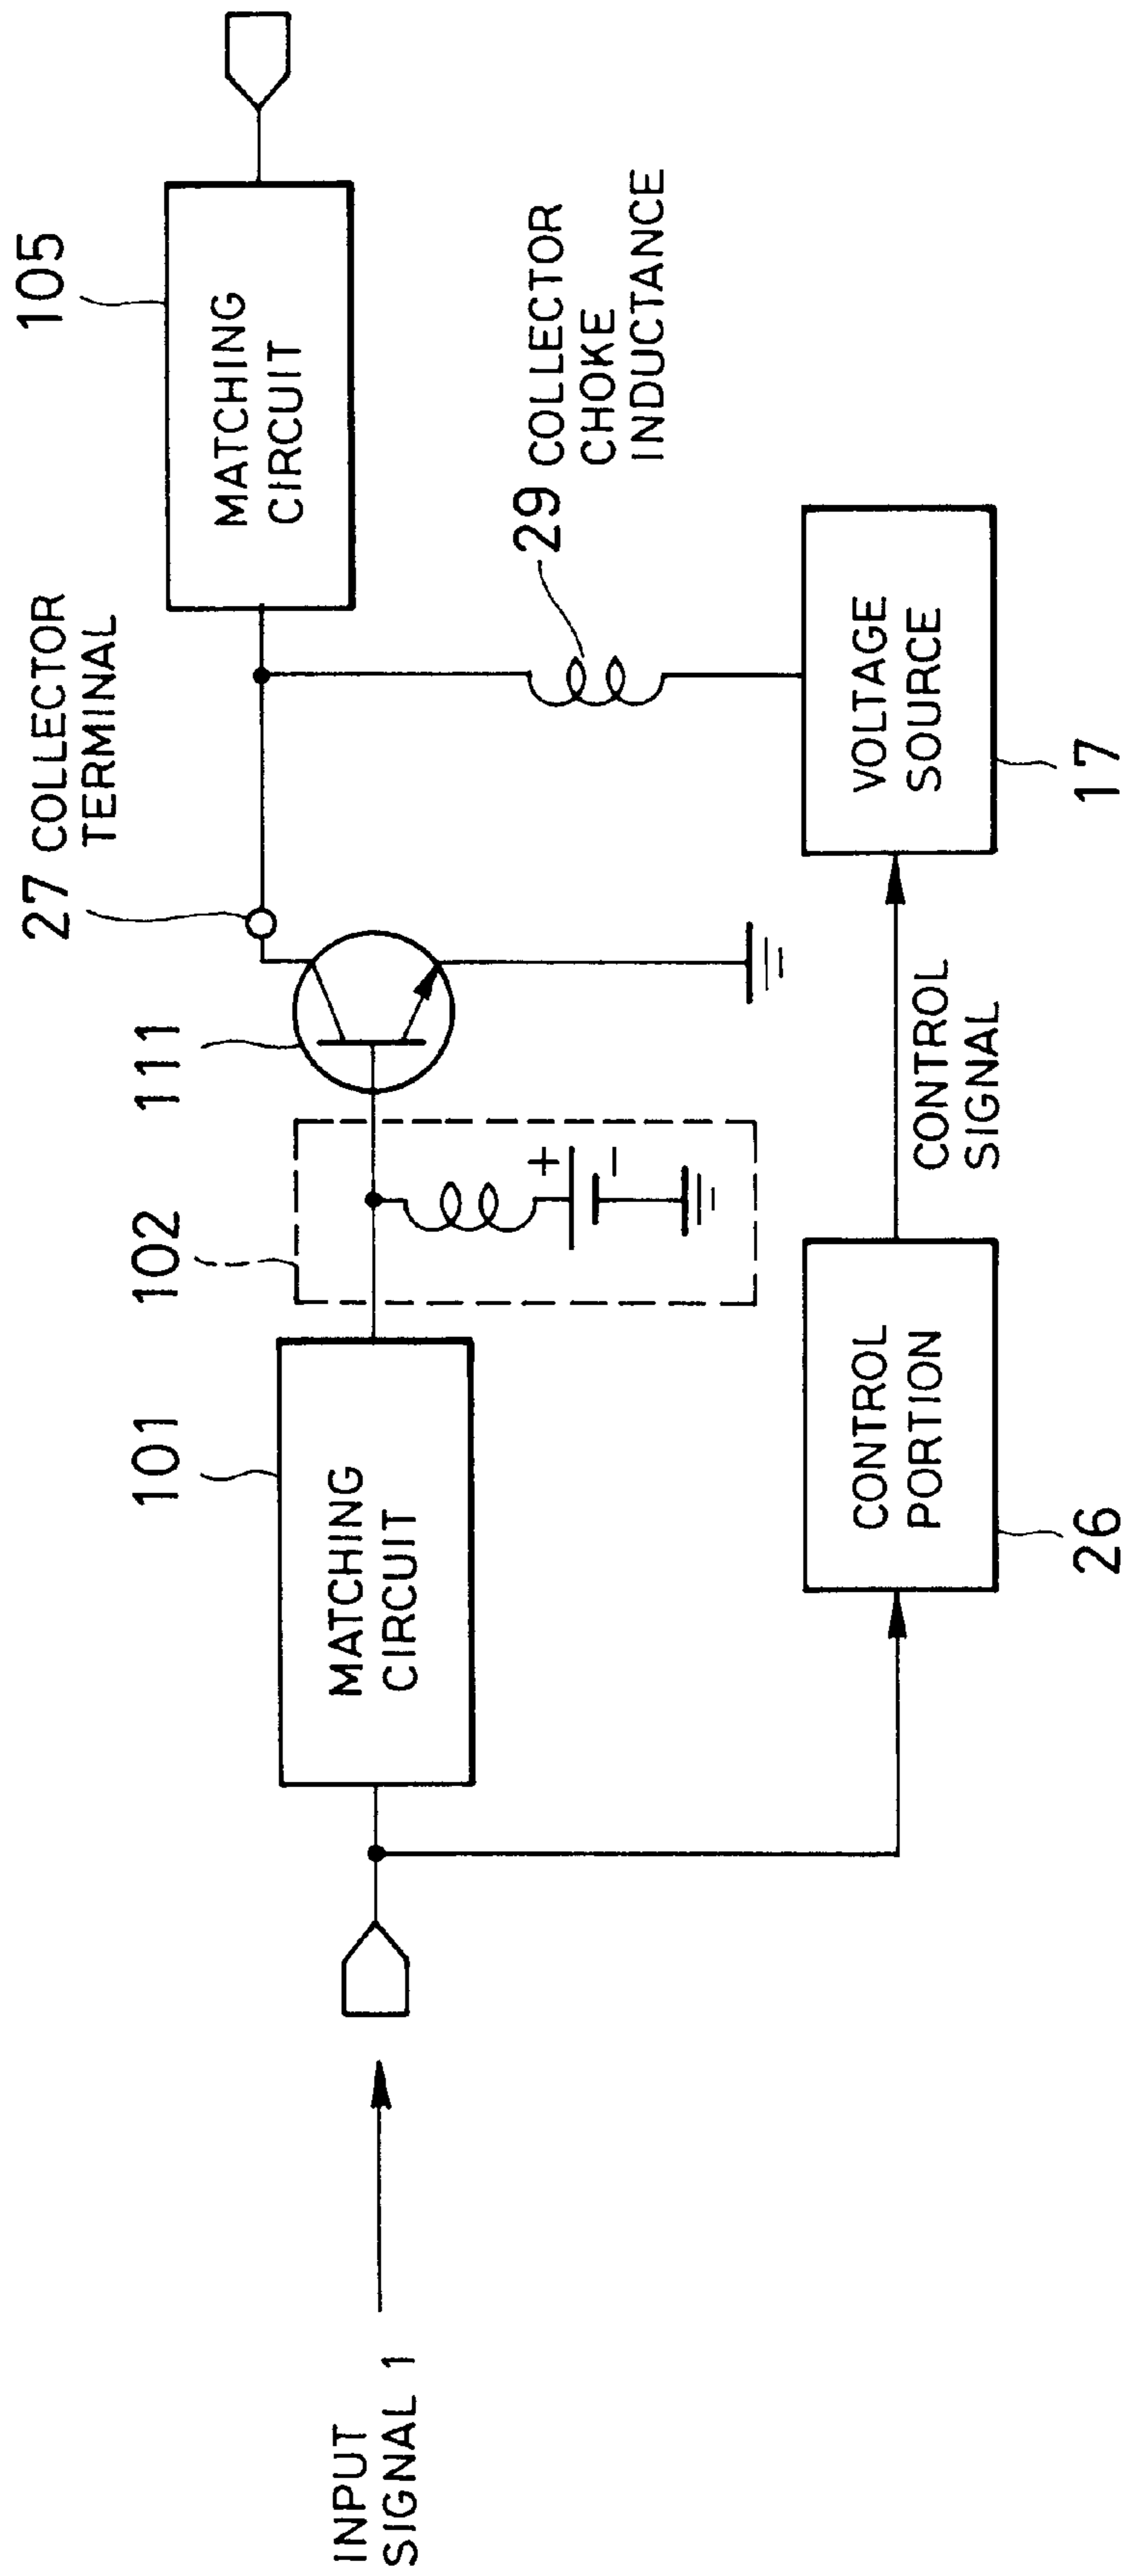 105
MATCHING
CIRCUIT
27 COLLECTOR
TERMINAL
29 COLLECTOR
CHOKE
INDUCTANCE
111
102
+
−
101
MATCHING
CIRCUIT
INPUT
SIGNAL 1
VOLTAGE
SOURCE
17
CONTROL
SIGNAL
CONTROL
PORTION
26